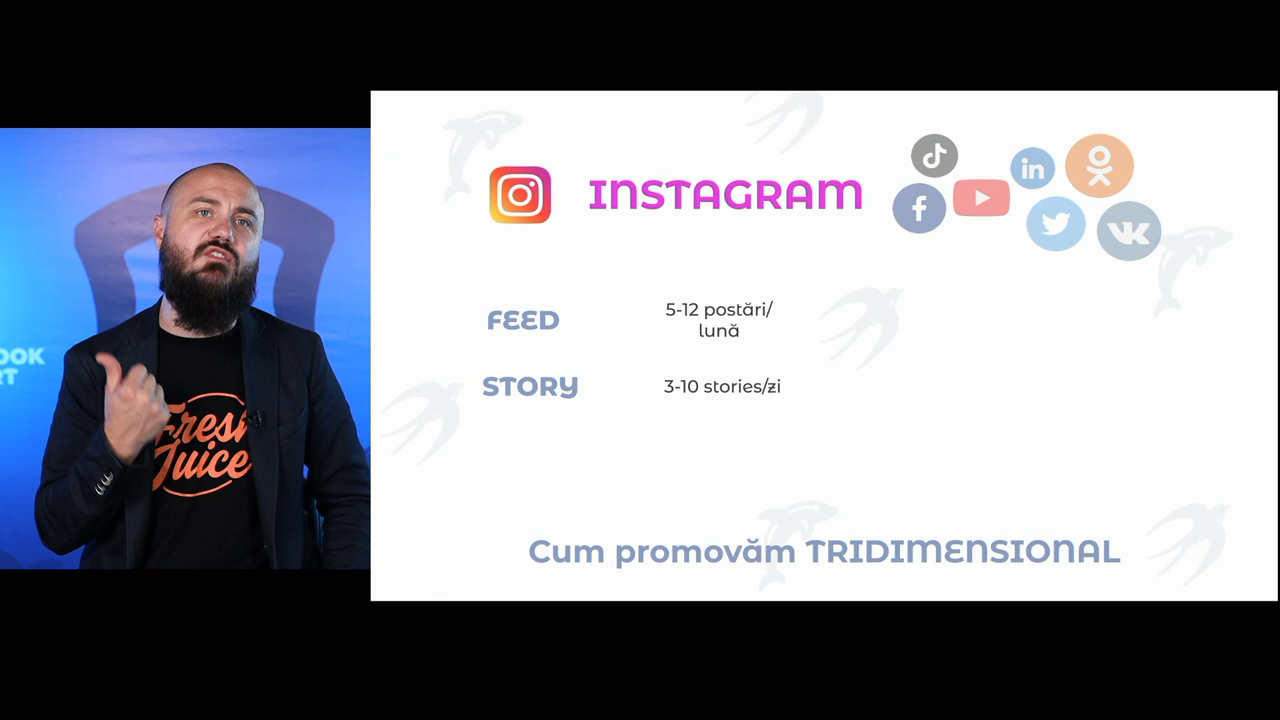 INSTAGRAM
FEED
5-12 postări/
lună
STORY
3-10 stories/zi
Cum promovăm TRIDIMENSIONAL
Fresh
Juice